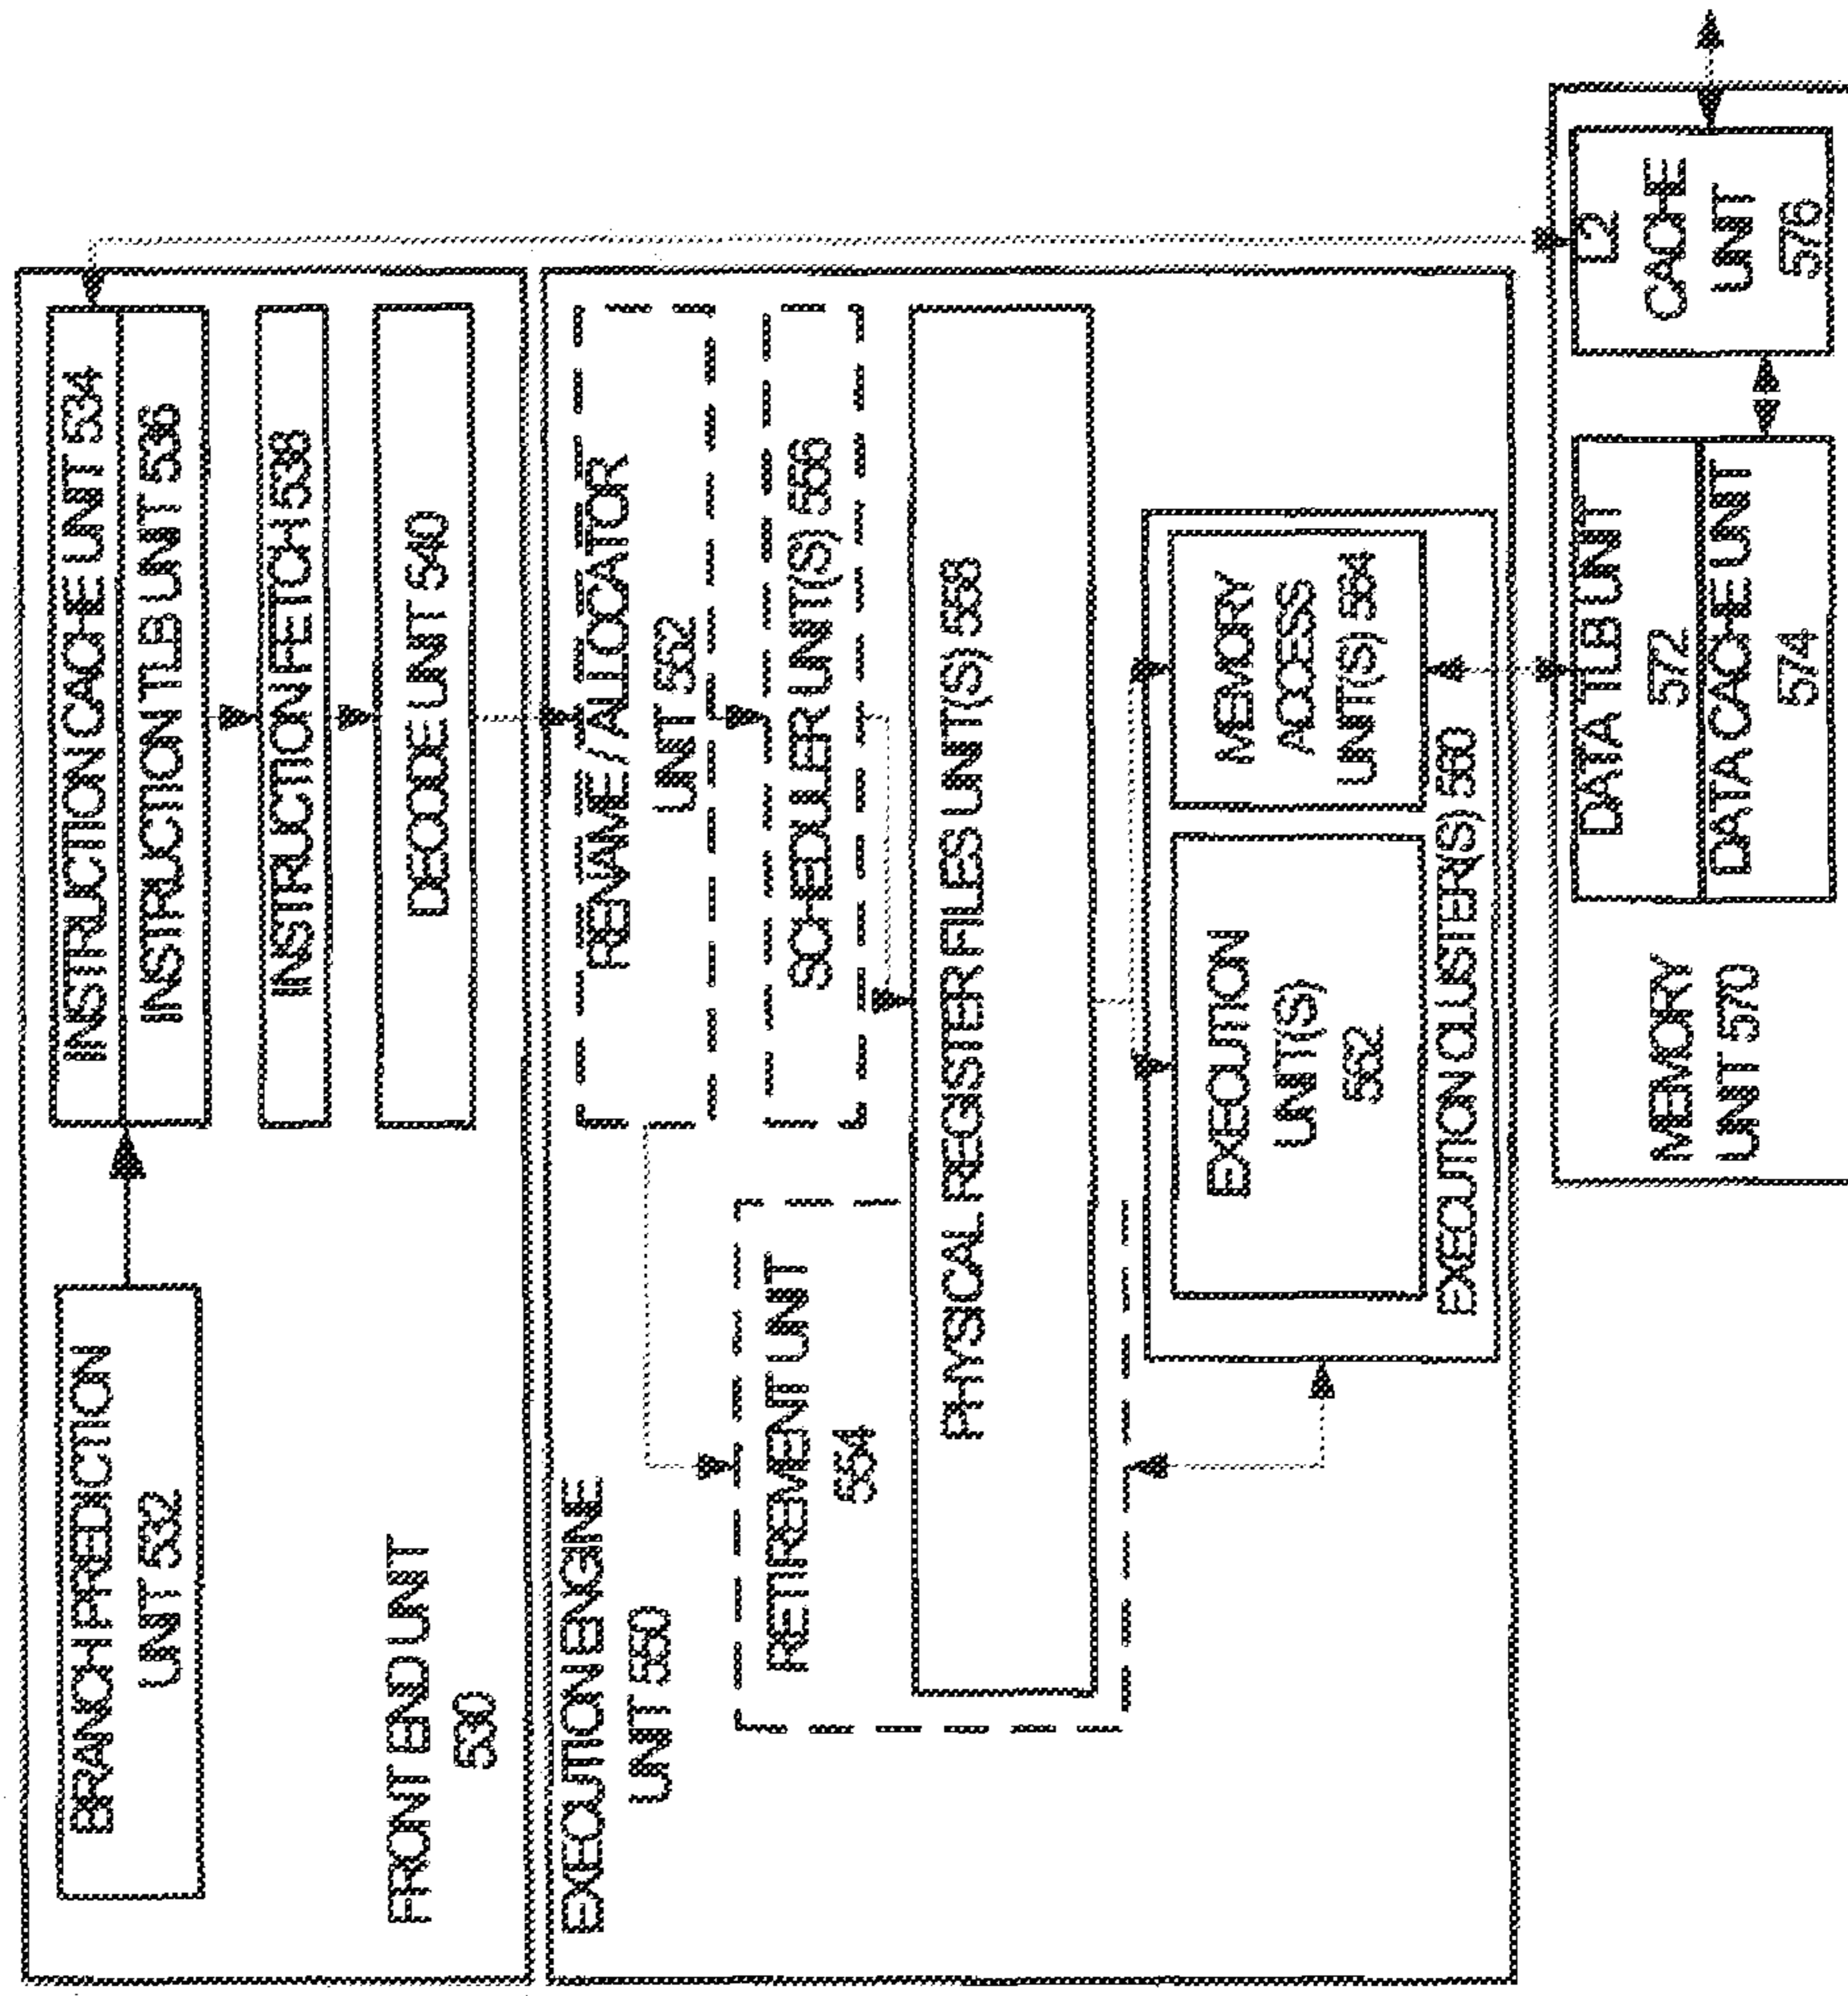 BRANCH PREDICTION
UNIT 532
INSTRUCTION CACHE UNIT 534
INSTRUCTION TLB UNIT 536
INSTRUCTION FETCH 538
DECODE UNIT 540
FRONT END UNIT
530
EXECUTION ENGINE
UNIT 550
RENAME / ALLOCATOR
UNIT 552
RETIREMENT UNIT
554
SCHEDULER UNIT(S) 556
PHYSICAL REGISTER FILES UNIT(S) 558
EXECUTION
UNIT(S)
562
MEMORY
ACCESS
UNIT(S) 564
EXECUTION CLUSTER(S) 560
MEMORY
UNIT 570
DATA TLB UNIT
572
DATA CACHE UNIT
574
L2
CACHE
UNIT
576